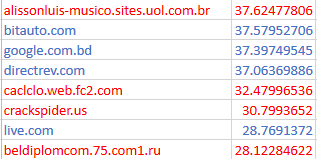 alissonluis-musico.sites.uol.com.br 37.62477806
bitauto.com 37.57952706
google.com.bd 37.39749545
directrev.com 37.06369886
caclclo.web.fc2.com 32.47996536
crackspider.us 30.7993652
live.com 28.7691372
beldiplomcom.75.com1.ru 28.12284622